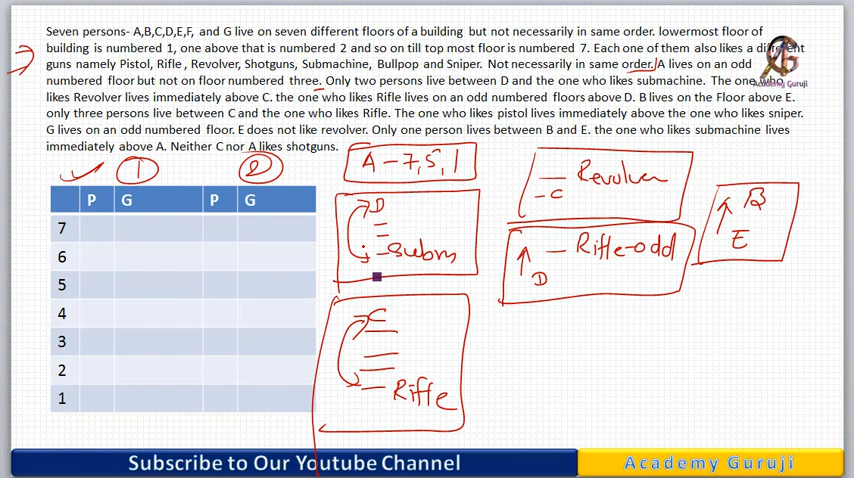 Seven persons- A,B,C,D,E,F, and G live on seven different floors of a building but not necessarily in same order. lowermost floor of
building is numbered 1, one above that is numbered 2 and so on till top most floor is numbered 7. Each one of them also likes a different
guns namely Pistol, Rifle , Revolver, Shotguns, Submachine, Bullpop and Sniper. Not necessarily in same order. A lives on an odd
numbered floor but not on floor numbered three. Only two persons live between D and the one who likes submachine. The one who
likes Revolver lives immediately above C. the one who likes Rifle lives on an odd numbered floors above D. B lives on the Floor above E.
only three persons live between C and the one who likes Rifle. The one who likes pistol lives immediately above the one who likes sniper.
G lives on an odd numbered floor. E does not like revolver. Only one person lives between B and E. the one who likes submachine lives
immediately above A. Neither C nor A likes shotguns.
Academy Guruji
1 2
P G P G
7
6
5
4
3
2
1
A - 7, 5, 1
D
Subm
C
Riffe
Revolver
- C
- Riffe-odd
D
B
E
Subscribe to Our Youtube Channel
Academy Guruji